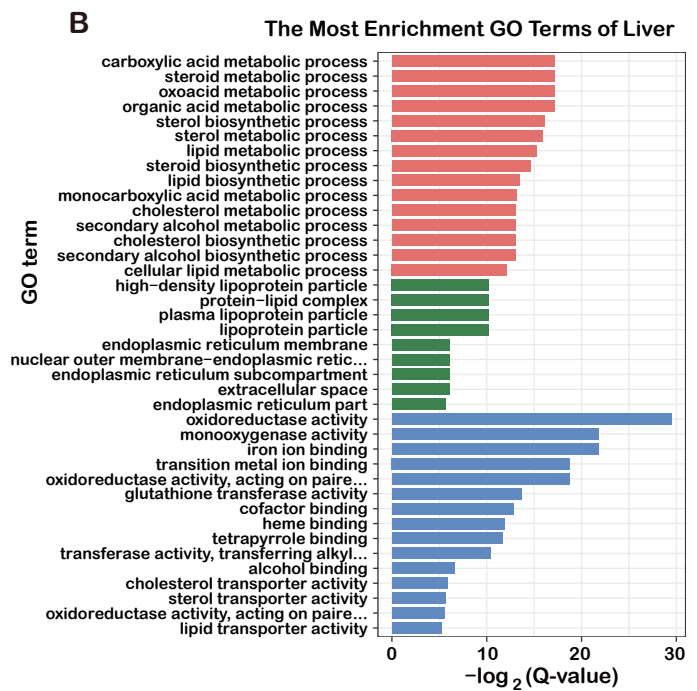 B
The Most Enrichment GO Terms of Liver
GO term
carboxylic acid metabolic process
steroid metabolic process
oxoacid metabolic process
organic acid metabolic process
sterol biosynthetic process
sterol metabolic process
lipid metabolic process
steroid biosynthetic process
lipid biosynthetic process
monocarboxylic acid metabolic process
cholesterol metabolic process
secondary alcohol metabolic process
cholesterol biosynthetic process
secondary alcohol biosynthetic process
cellular lipid metabolic process
high−density lipoprotein particle
protein−lipid complex
plasma lipoprotein particle
lipoprotein particle
endoplasmic reticulum membrane
nuclear outer membrane−endoplasmic retic...
endoplasmic reticulum subcompartment
extracellular space
endoplasmic reticulum part
oxidoreductase activity
monooxygenase activity
iron ion binding
transition metal ion binding
oxidoreductase activity, acting on paire...
glutathione transferase activity
cofactor binding
heme binding
tetrapyrrole binding
transferase activity, transferring alkyl...
alcohol binding
cholesterol transporter activity
sterol transporter activity
oxidoreductase activity, acting on paire...
lipid transporter activity
0 10 20 30
−log2 (Q-value)